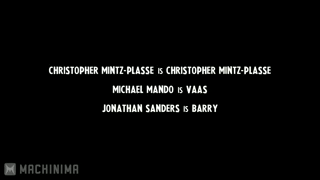 CHRISTOPHER MINTZ-PLASSE IS CHRISTOPHER MINTZ-PLASSE
MICHAEL MANDO IS VAAS
JONATHAN SANDERS IS BARRY
MACHINIMA